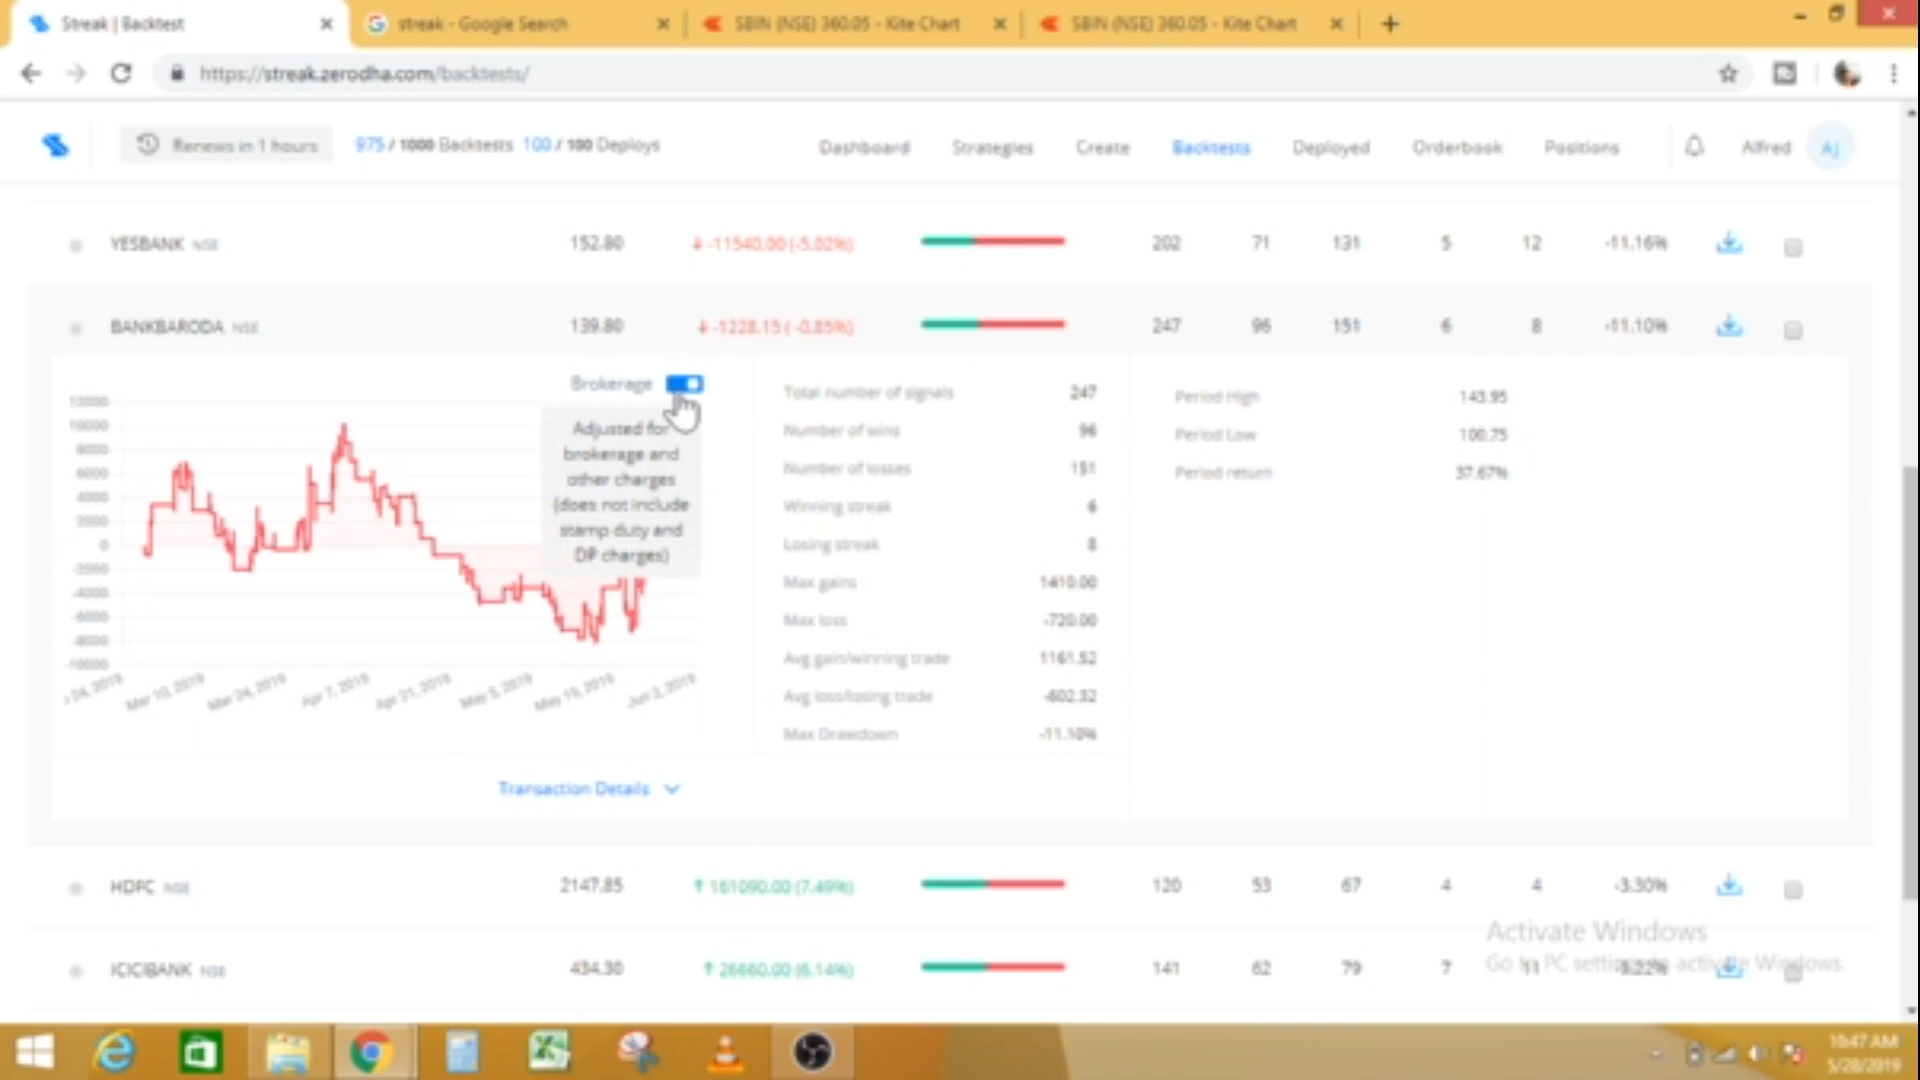 Streak | Backtest
streak - Google Search
SBIN (NSE) 360.05 - Kite Chart
SBIN (NSE) 360.05 - Kite Chart
https://streak.zerodha.com/backtests/
Renews in 1 hours
975 / 1000 Backtests 100 / 100 Deploys
Dashboard
Strategies
Create
Backtests
Deployed
Orderbook
Positions
Alfred
AJ
YESBANK NSE 152.80 -11540.00 (-5.02%) 202 71 131 5 12 -11.16%
BANKBARODA NSE 139.80 -1228.15 (-0.85%) 247 96 151 6 8 -11.10%
Brokerage
Adjusted for
brokerage and
other charges
(does not include
stamp duty and
DP charges)
12000
10000
8000
6000
4000
2000
0
-2000
-4000
-6000
-8000
-10000
24, 2019
Mar 10, 2019
Mar 24, 2019
Apr 7, 2019
Apr 21, 2019
May 5, 2019
May 19, 2019
Jun 2, 2019
Total number of signals 247
Number of wins 96
Number of losses 151
Winning streak 6
Losing streak 8
Max gains 1410.00
Max loss -720.00
Avg gain/winning trade 1161.52
Avg loss/losing trade -602.32
Max Drawdown -11.10%
Period High 143.95
Period Low 100.75
Period return 37.67%
Transaction Details
HDFC NSE 2147.85 161090.00 (7.49%) 120 53 67 4 4 -3.30%
ICICIBANK NSE 434.30 26660.00 (6.14%) 141 62 79 7 11
Activate Windows
Go to PC settings to activate Windows.
10:47 AM
5/28/2019